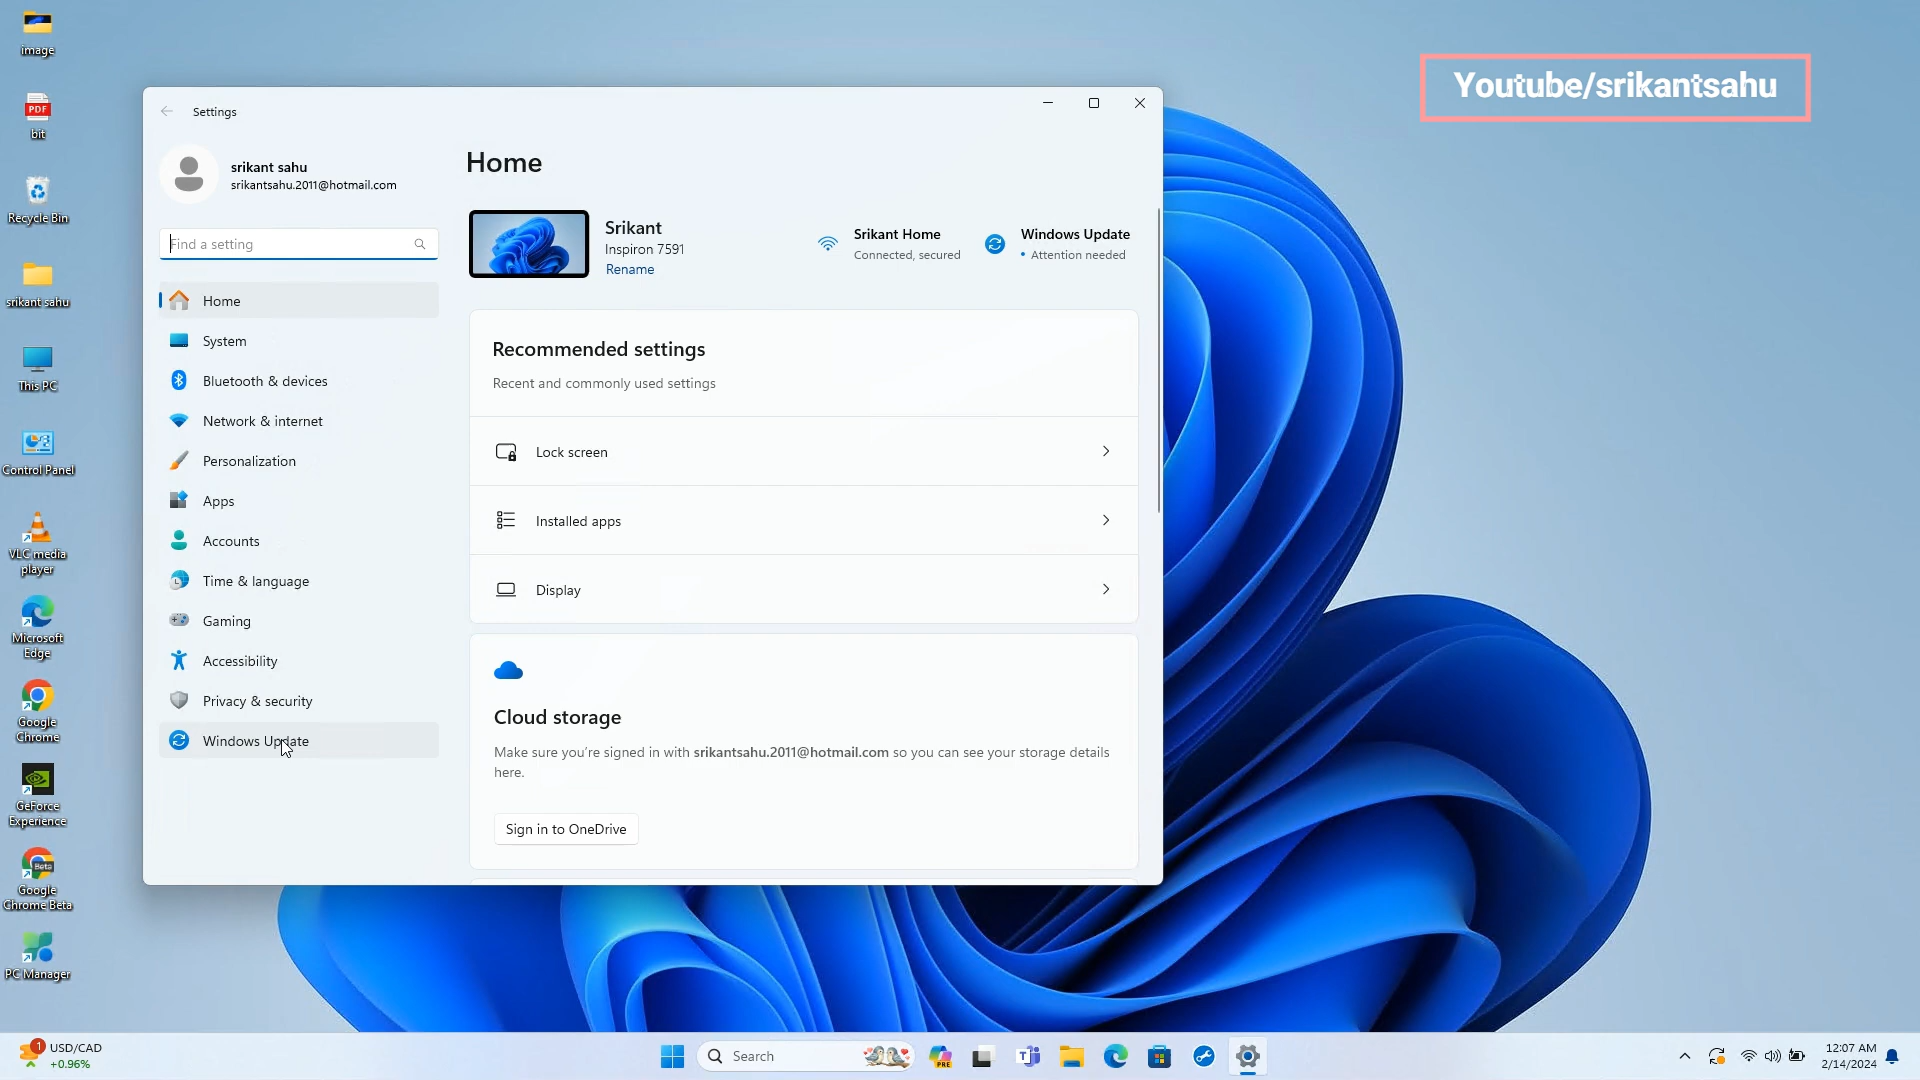 image
bit
Recycle Bin
srikant sahu
This PC
Control Panel
VLC media
player
Microsoft
Edge
Google
Chrome
GeForce
Experience
Beta
Google
Chrome Beta
PC Manager
PDF
Youtube/srikantsahu
Settings
srikant sahu
srikantsahu.2011@hotmail.com
Find a setting
Home
System
Bluetooth & devices
Network & internet
Personalization
Apps
Accounts
Time & language
Gaming
Accessibility
Privacy & security
Windows Update
Home
Srikant
Inspiron 7591
Rename
Srikant Home
Connected, secured
Windows Update
• Attention needed
Recommended settings
Recent and commonly used settings
Lock screen
Installed apps
Display
Cloud storage
Make sure you're signed in with srikantsahu.2011@hotmail.com so you can see your storage details
here.
Sign in to OneDrive
1
USD/CAD
+0.96%
Search
PRE
12:07 AM
2/14/2024